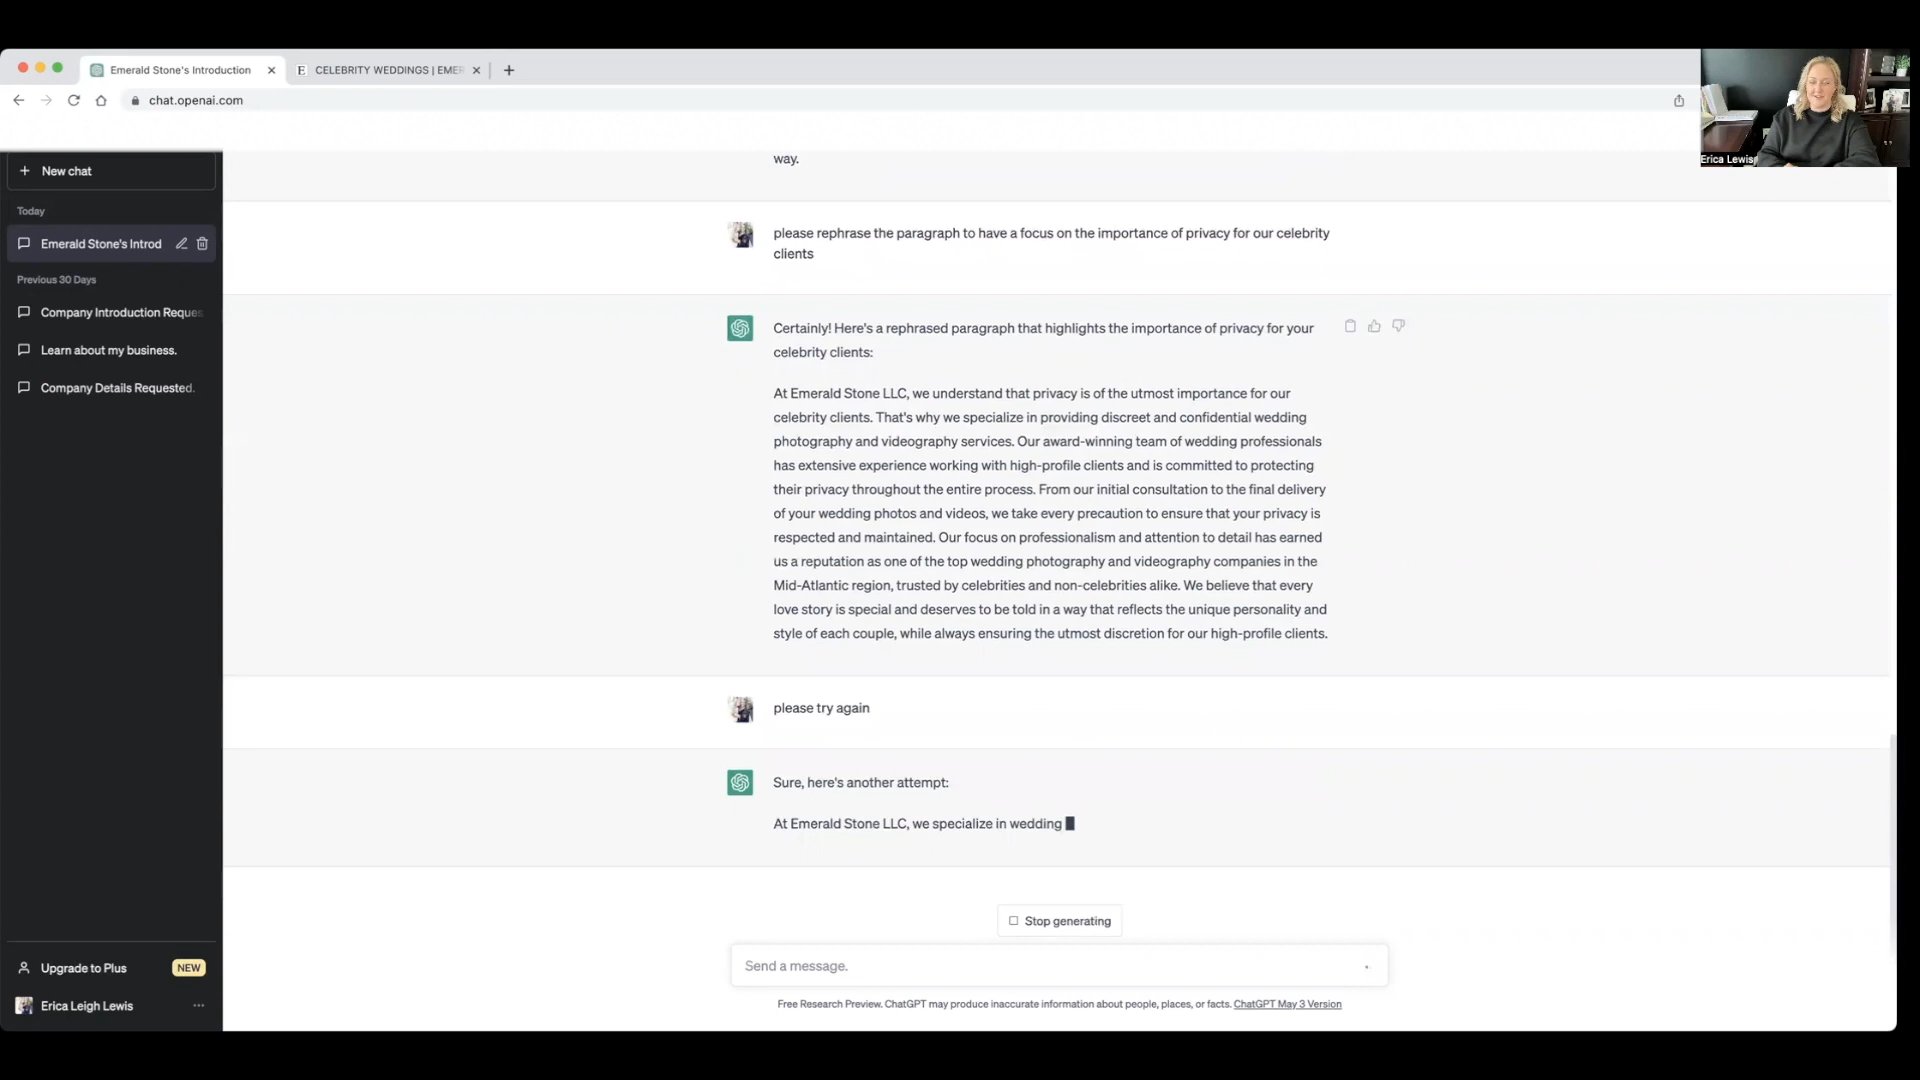 Emerald Stone's Introduction
E CELEBRITY WEDDINGS | EMER
chat.openai.com
Erica Lewis
New chat
Today
Emerald Stone's Introd
Previous 30 Days
Company Introduction Reques
Learn about my business.
Company Details Requested.
Upgrade to Plus NEW
Erica Leigh Lewis
way.
please rephrase the paragraph to have a focus on the importance of privacy for our celebrity
clients
Certainly! Here's a rephrased paragraph that highlights the importance of privacy for your
celebrity clients:
At Emerald Stone LLC, we understand that privacy is of the utmost importance for our
celebrity clients. That's why we specialize in providing discreet and confidential wedding
photography and videography services. Our award-winning team of wedding professionals
has extensive experience working with high-profile clients and is committed to protecting
their privacy throughout the entire process. From our initial consultation to the final delivery
of your wedding photos and videos, we take every precaution to ensure that your privacy is
respected and maintained. Our focus on professionalism and attention to detail has earned
us a reputation as one of the top wedding photography and videography companies in the
Mid-Atlantic region, trusted by celebrities and non-celebrities alike. We believe that every
love story is special and deserves to be told in a way that reflects the unique personality and
style of each couple, while always ensuring the utmost discretion for our high-profile clients.
please try again
Sure, here's another attempt:
At Emerald Stone LLC, we specialize in wedding
Stop generating
Send a message.
Free Research Preview. ChatGPT may produce inaccurate information about people, places, or facts. ChatGPT May 3 Version